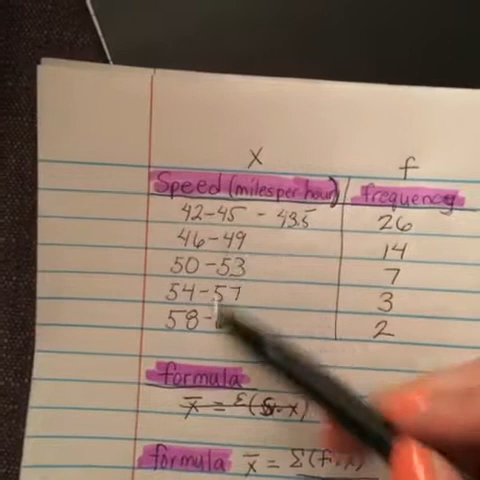 X f
Speed (miles per hour) frequency
42-45 - 43.5 26
46-49 14
50-53 7
54-57 3
58- 2
formula
x̄ = Σ(f·x)
formula x̄ = Σ(f·x)